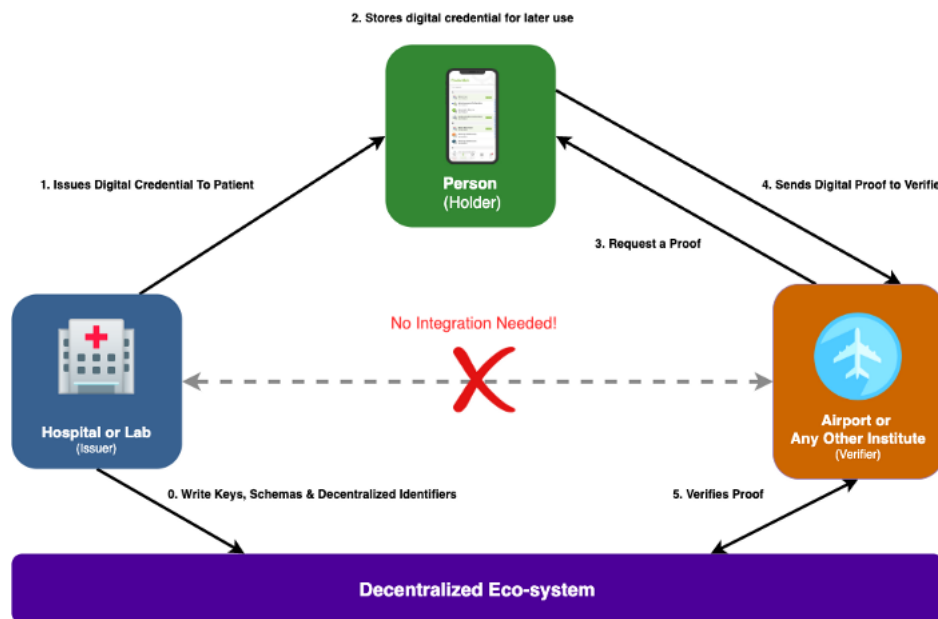 2. Stores digital credential for later use
Person
(Holder)
1. Issues Digital Credential To Patient
4. Sends Digital Proof to Verifie
3. Request a Proof
No Integration Needed!
Hospital or Lab
(Issuer)
Airport or
Any Other Institute
(Verifier)
0. Write Keys, Schemas & Decentralized Identifiers
5. Verifies Proof
Decentralized Eco-system